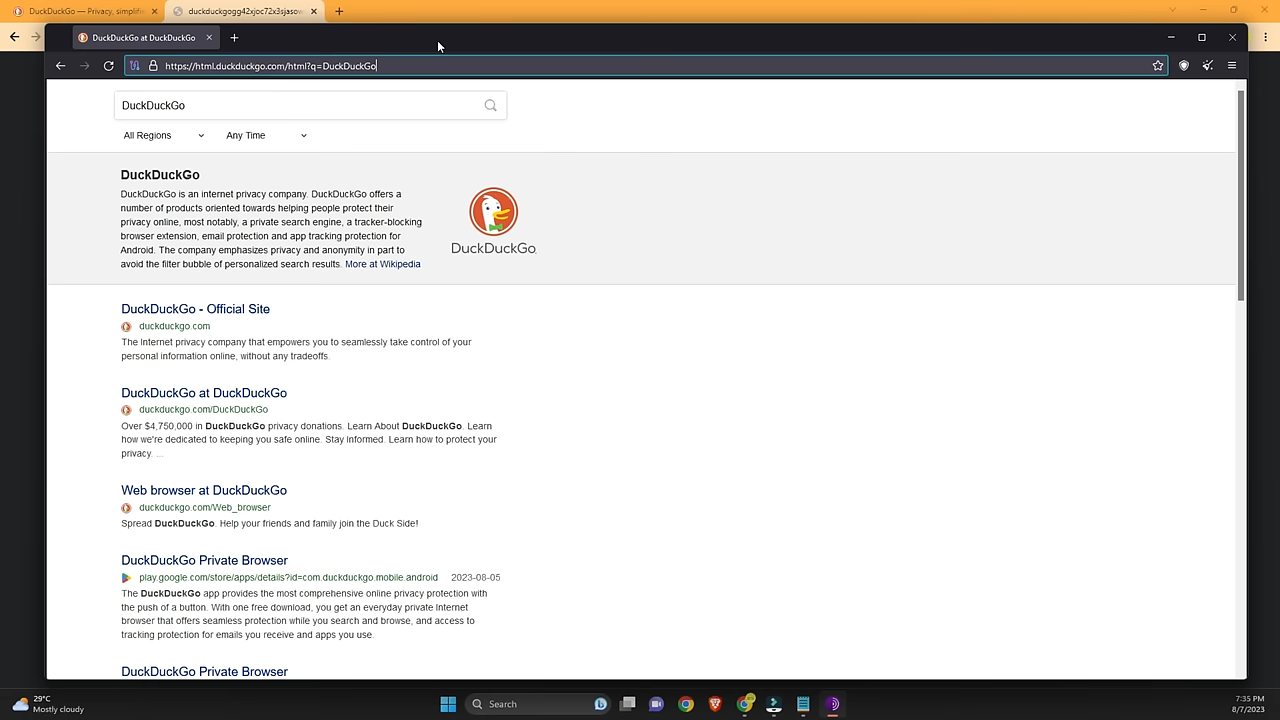 DuckDuckGo — Privacy, simplifi
duckduckgogg42xjoc72x3sjasow
DuckDuckGo at DuckDuckGo
https://html.duckduckgo.com/html?q=DuckDuckGo
DuckDuckGo
All Regions
Any Time
DuckDuckGo
DuckDuckGo is an internet privacy company. DuckDuckGo offers a
number of products oriented towards helping people protect their
privacy online, most notably, a private search engine, a tracker-blocking
browser extension, email protection and app tracking protection for
Android. The company emphasizes privacy and anonymity in part to
avoid the filter bubble of personalized search results. More at Wikipedia
DuckDuckGo.
DuckDuckGo - Official Site
duckduckgo.com
The Internet privacy company that empowers you to seamlessly take control of your
personal information online, without any tradeoffs.
DuckDuckGo at DuckDuckGo
duckduckgo.com/DuckDuckGo
Over $4,750,000 in DuckDuckGo privacy donations. Learn About DuckDuckGo. Learn
how we're dedicated to keeping you safe online. Stay informed. Learn how to protect your
privacy. ...
Web browser at DuckDuckGo
duckduckgo.com/Web_browser
Spread DuckDuckGo. Help your friends and family join the Duck Side!
DuckDuckGo Private Browser
play.google.com/store/apps/details?id=com.duckduckgo.mobile.android 2023-08-05
The DuckDuckGo app provides the most comprehensive online privacy protection with
the push of a button. With one free download, you get an everyday private Internet
browser that offers seamless protection while you search and browse, and access to
tracking protection for emails you receive and apps you use.
DuckDuckGo Private Browser
29°C
Mostly cloudy
Search
7:35 PM
8/7/2023